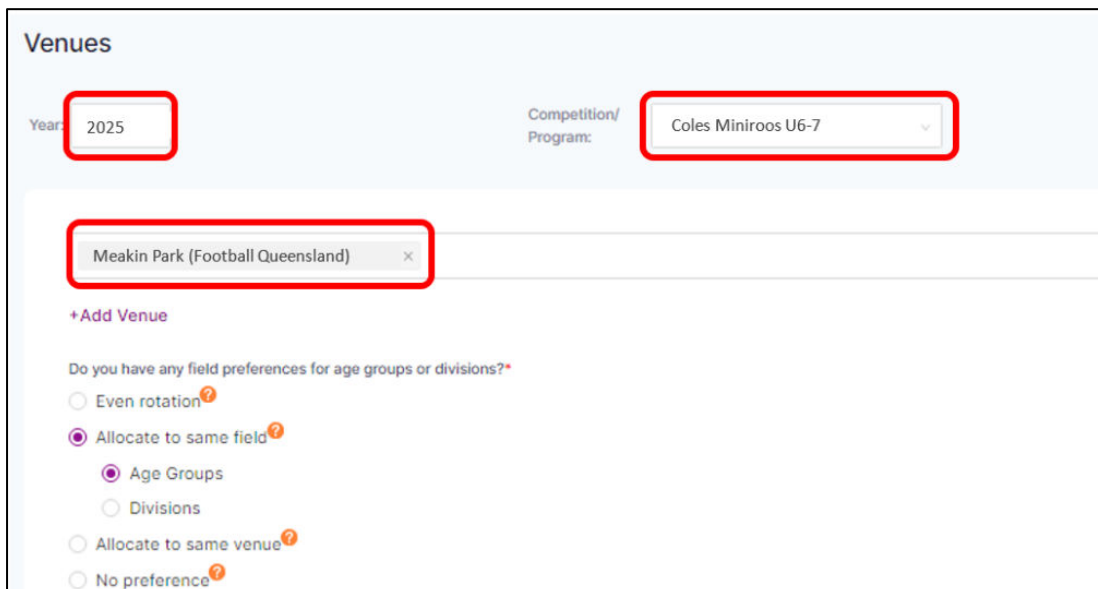 Venues
Year: 2025
Competition/
Program:
Coles Miniroos U6-7
Meakin Park (Football Queensland) ×
+Add Venue
Do you have any field preferences for age groups or divisions?*
Even rotation ?
Allocate to same field ?
Age Groups
Divisions
Allocate to same venue ?
No preference ?